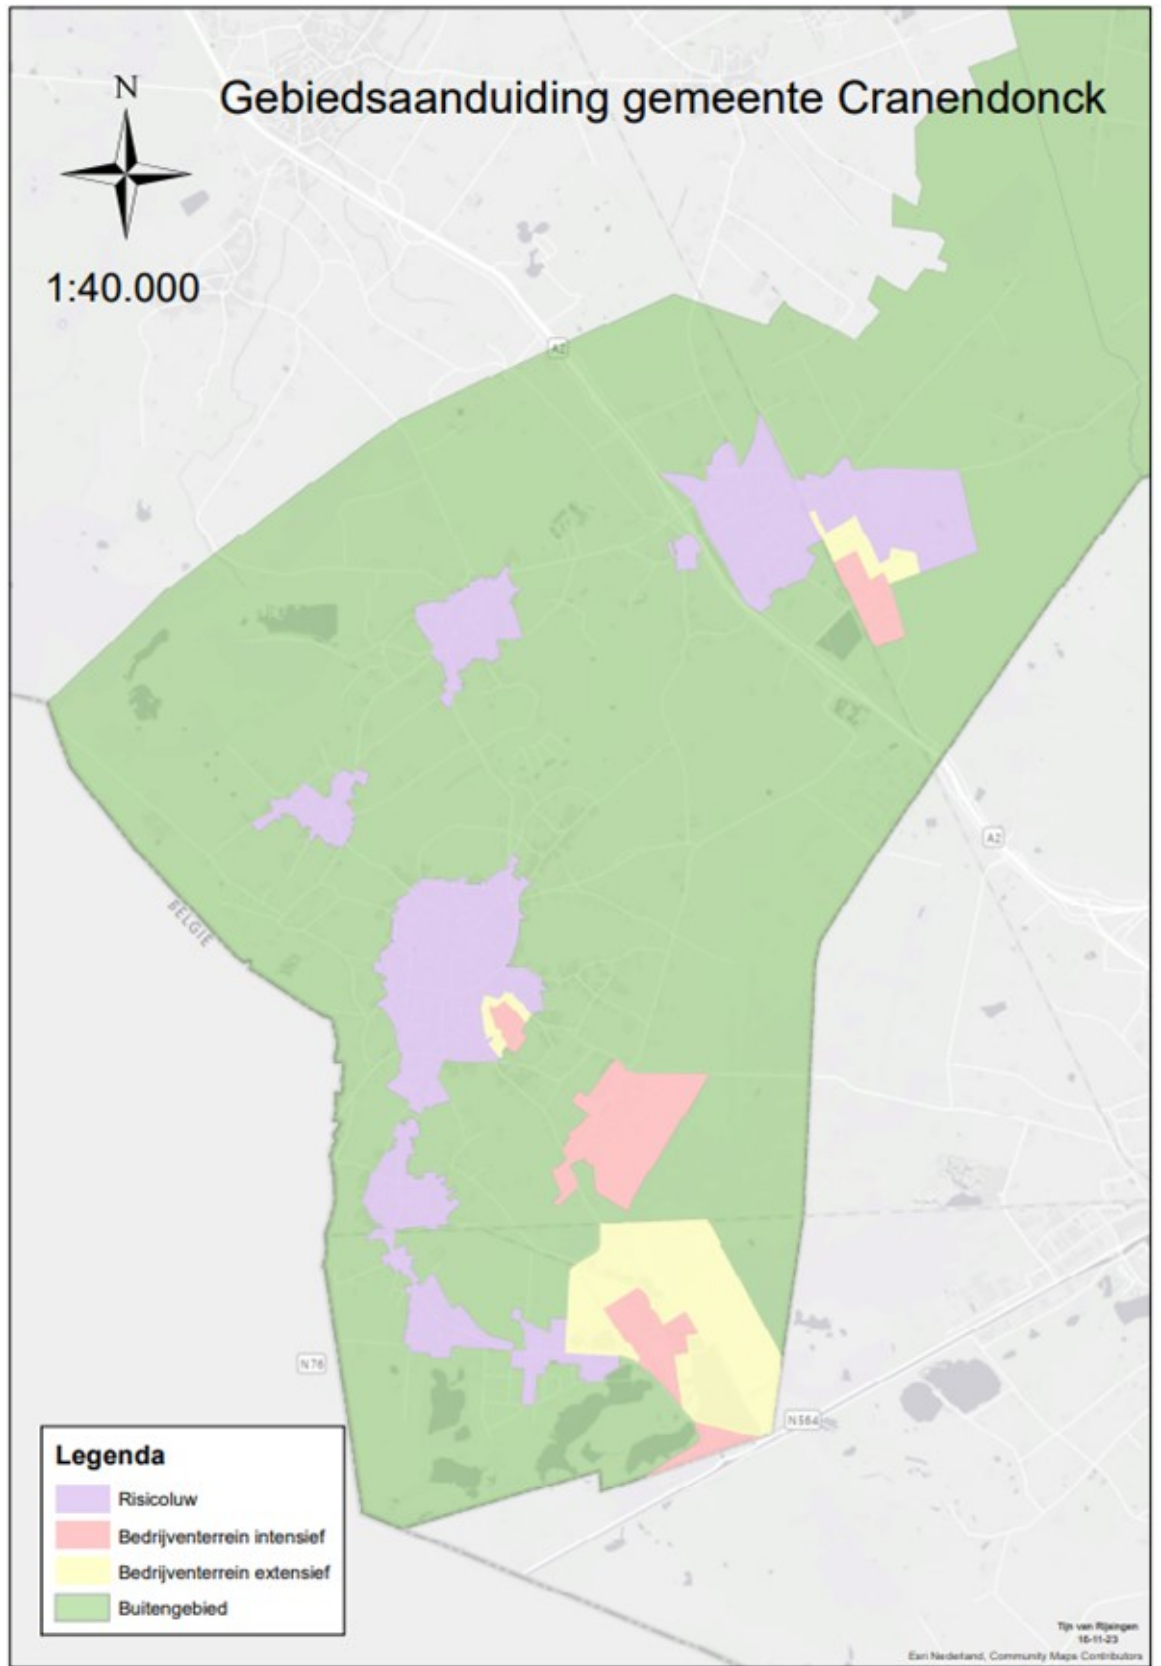 Gebiedsaanduiding gemeente Cranendonck
N
1:40.000
A2
A2
BELGIE
N76
N564
Legenda
Risicoluw
Bedrijventerrein intensief
Bedrijventerrein extensief
Buitengebied
Tijn van Rijsingen
16-11-23
Esri Nederland, Community Maps Contributors